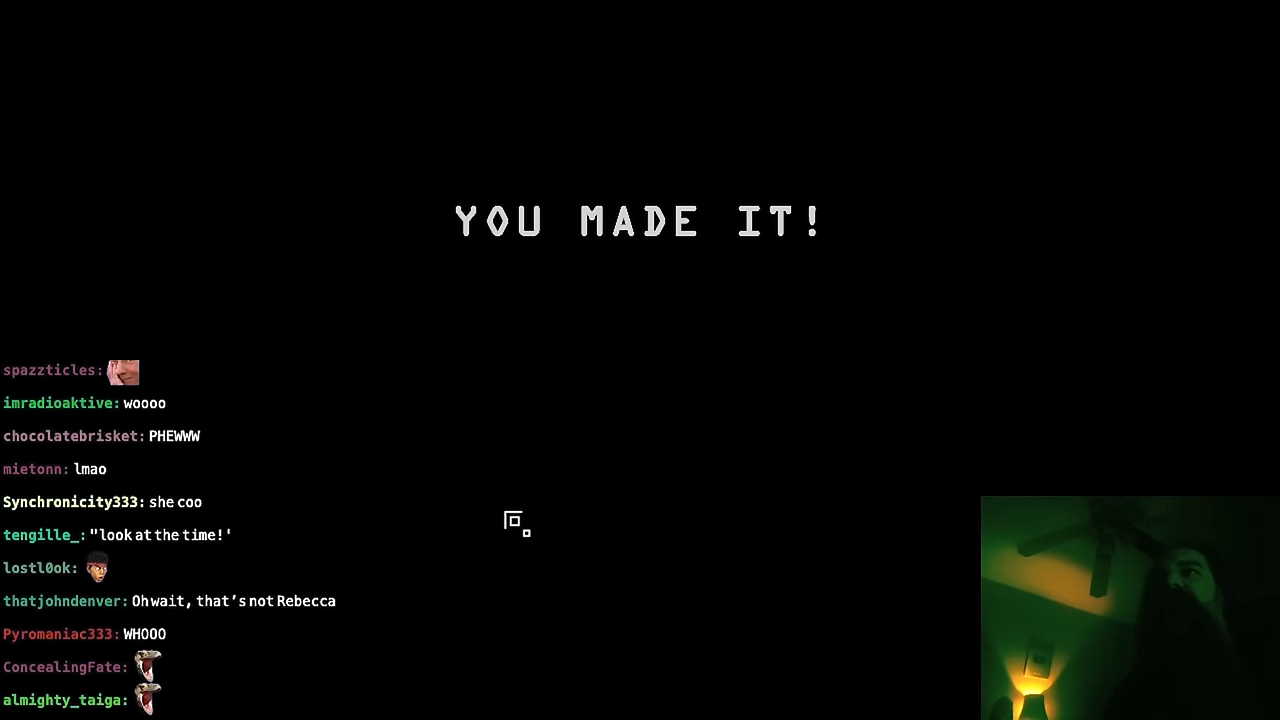 YOU MADE IT!
spazzticles:
imradioaktive: woooo
chocolatebrisket: PHEWWW
mietonn: lmao
Synchronicity333: she coo
tengille_: "look at the time!'
lostl0ok:
thatjohndenver: Oh wait, that's not Rebecca
Pyromaniac333: WHOOO
ConcealingFate:
almighty_taiga: